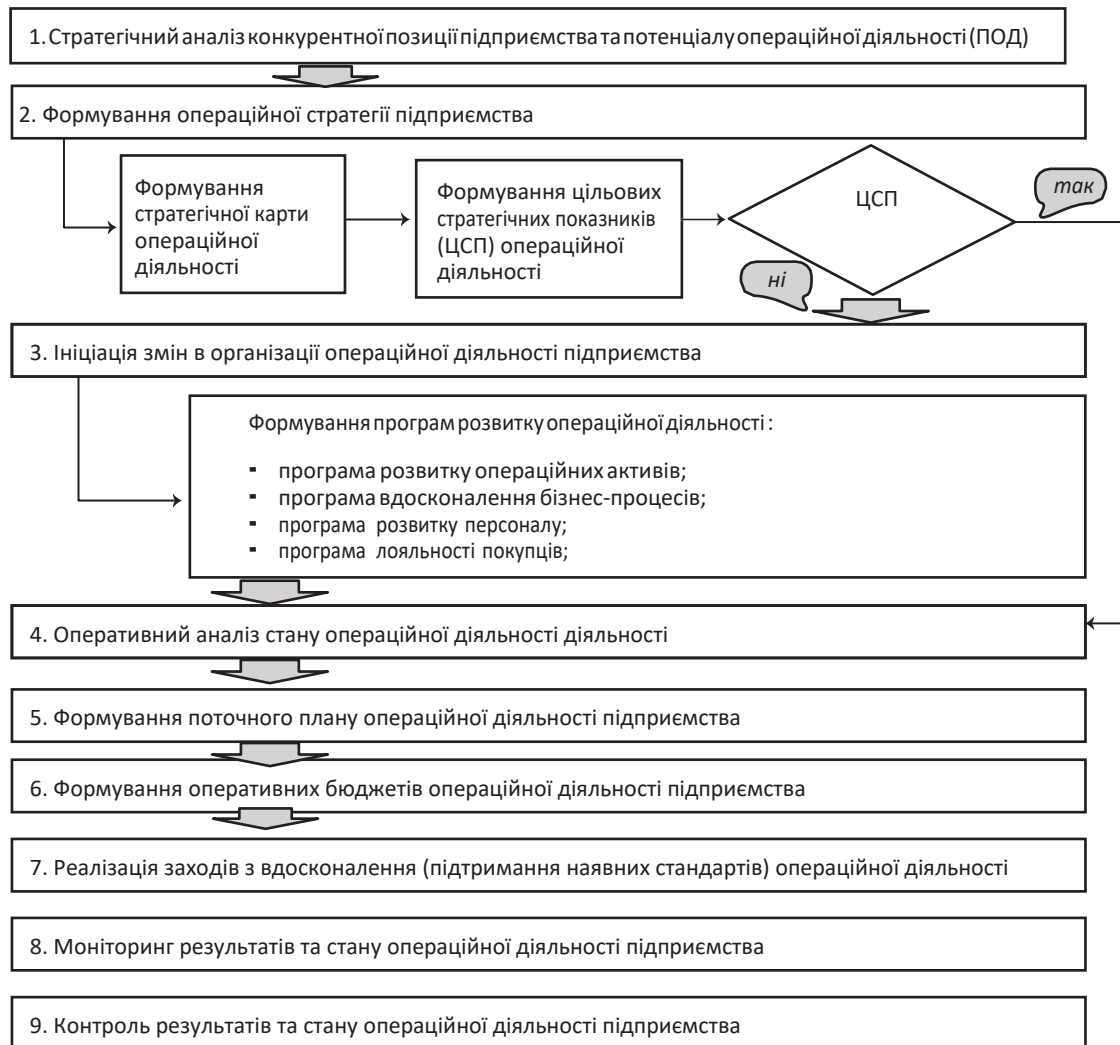 1. Стратегічний аналіз конкурентної позиції підприємства та потенціалу операційної діяльності (ПОД)
2. Формування операційної стратегії підприємства
Формування
стратегічної карти
операційної
діяльності
Формування цільових
стратегічних показників
(ЦСП) операційної
діяльності
ЦСП
так
ні
3. Ініціація змін в організації операційної діяльності підприємства
Формування програм розвитку операційної діяльності :
▪ програма розвитку операційних активів;
▪ програма вдосконалення бізнес-процесів;
▪ програма розвитку персоналу;
▪ програма лояльності покупців;
4. Оперативний аналіз стану операційної діяльності діяльності
5. Формування поточного плану операційної діяльності підприємства
6. Формування оперативних бюджетів операційної діяльності підприємства
7. Реалізація заходів з вдосконалення (підтримання наявних стандартів) операційної діяльності
8. Моніторинг результатів та стану операційної діяльності підприємства
9. Контроль результатів та стану операційної діяльності підприємства